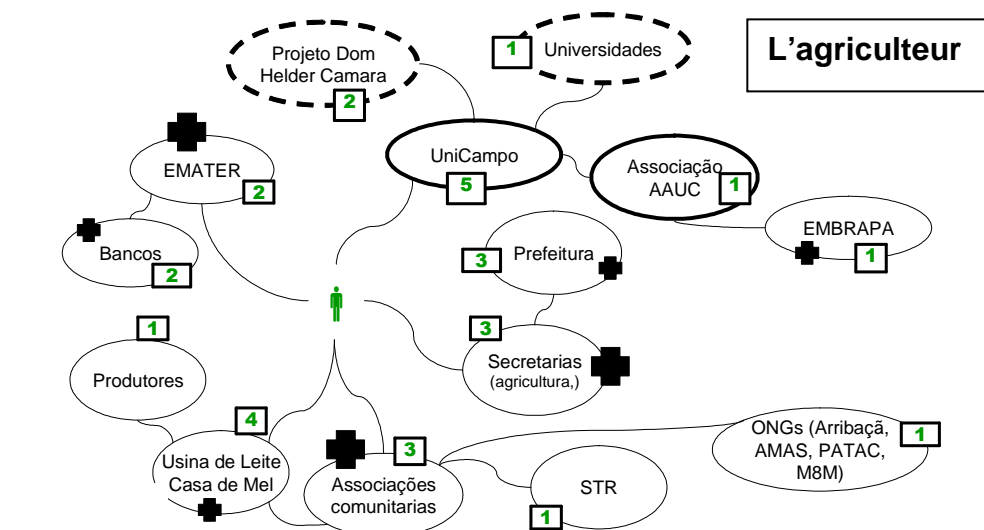 L'agriculteur
Projeto Dom
Helder Camara
2
1
Universidades
UniCampo
5
Associação
AAUC
1
EMATER
2
EMBRAPA
1
Bancos
2
3
Prefeitura
3
Secretarias
(agricultura,)
1
Produtores
4
Usina de Leite
Casa de Mel
3
Associações
comunitarias
STR
1
ONGs (Arribaçã,
AMAS, PATAC,
M8M)
1